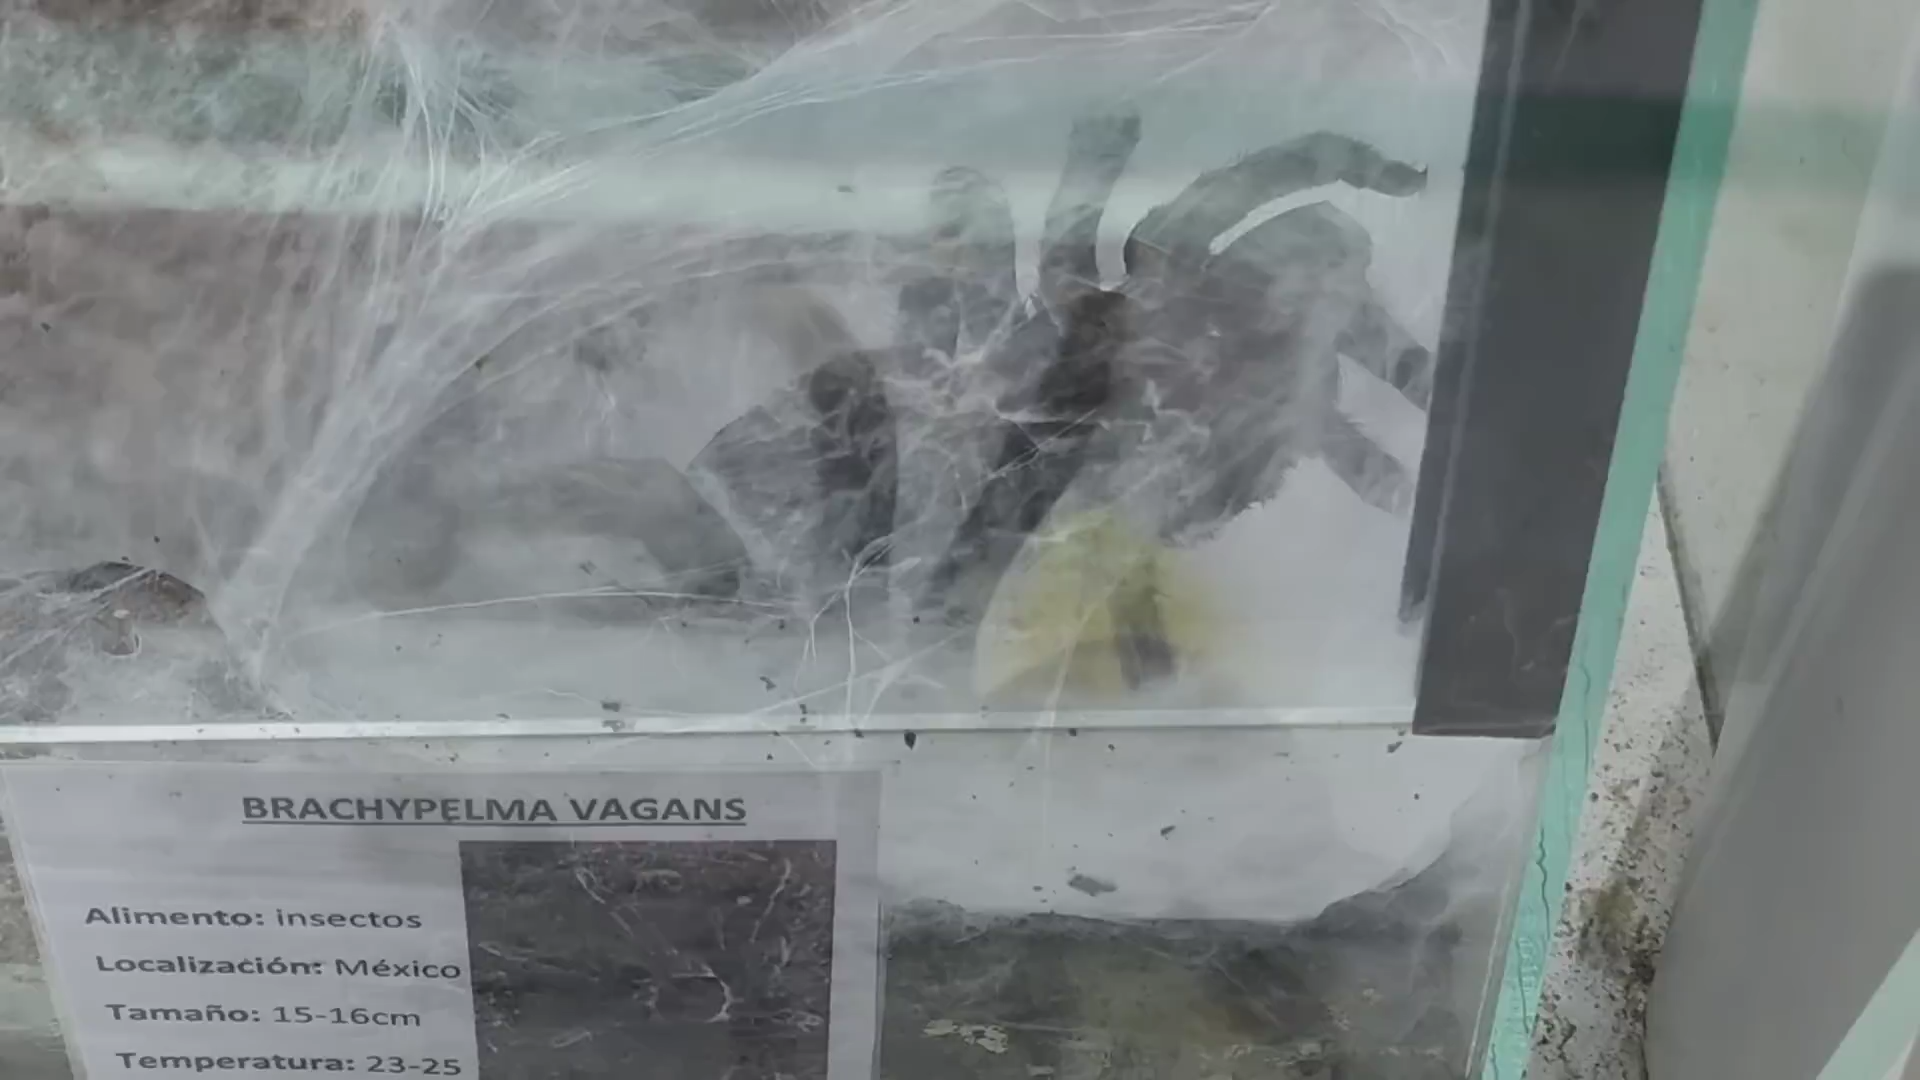 BRACHYPELMA VAGANS
Alimento: insectos
Localización: México
Tamaño: 15-16cm
Temperatura: 23-25